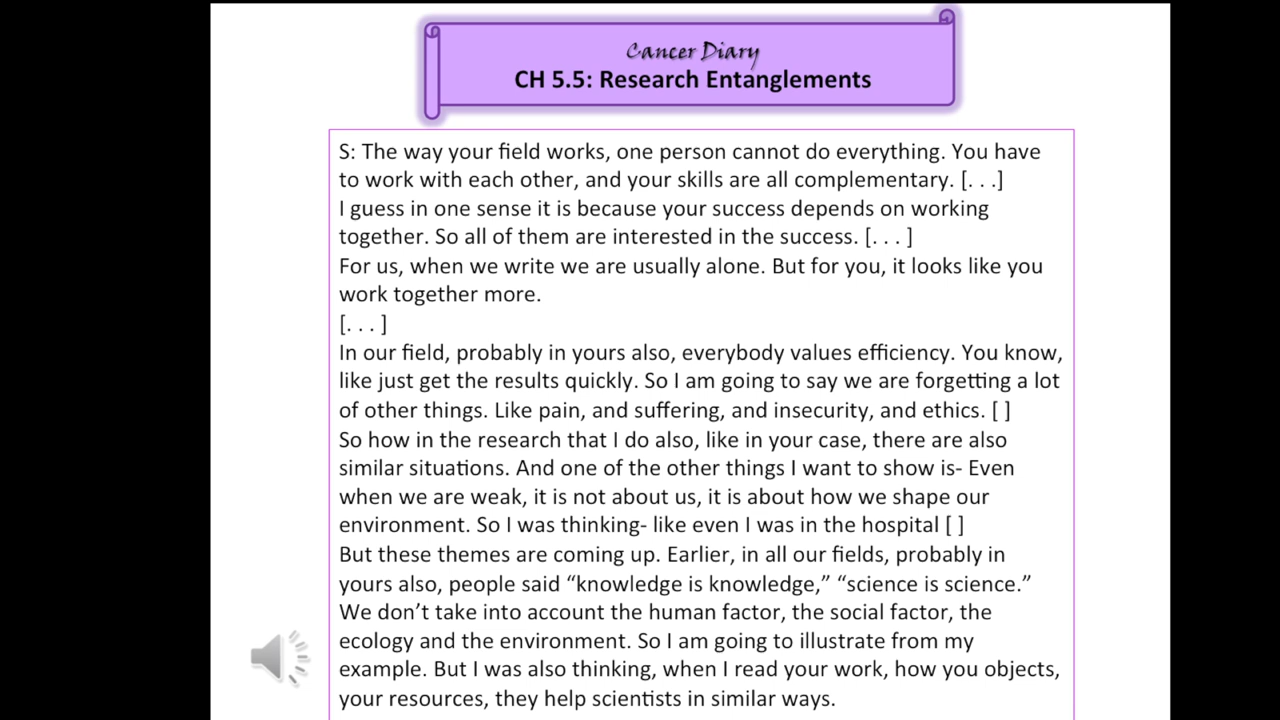 Cancer Diary
CH 5.5: Research Entanglements
S: The way your field works, one person cannot do everything. You have
to work with each other, and your skills are all complementary. [. . .]
I guess in one sense it is because your success depends on working
together. So all of them are interested in the success. [. . . ]
For us, when we write we are usually alone. But for you, it looks like you
work together more.
[. . . ]
In our field, probably in yours also, everybody values efficiency. You know,
like just get the results quickly. So I am going to say we are forgetting a lot
of other things. Like pain, and suffering, and insecurity, and ethics. [ ]
So how in the research that I do also, like in your case, there are also
similar situations. And one of the other things I want to show is- Even
when we are weak, it is not about us, it is about how we shape our
environment. So I was thinking- like even I was in the hospital [ ]
But these themes are coming up. Earlier, in all our fields, probably in
yours also, people said “knowledge is knowledge,” “science is science.”
We don’t take into account the human factor, the social factor, the
ecology and the environment. So I am going to illustrate from my
example. But I was also thinking, when I read your work, how you objects,
your resources, they help scientists in similar ways.